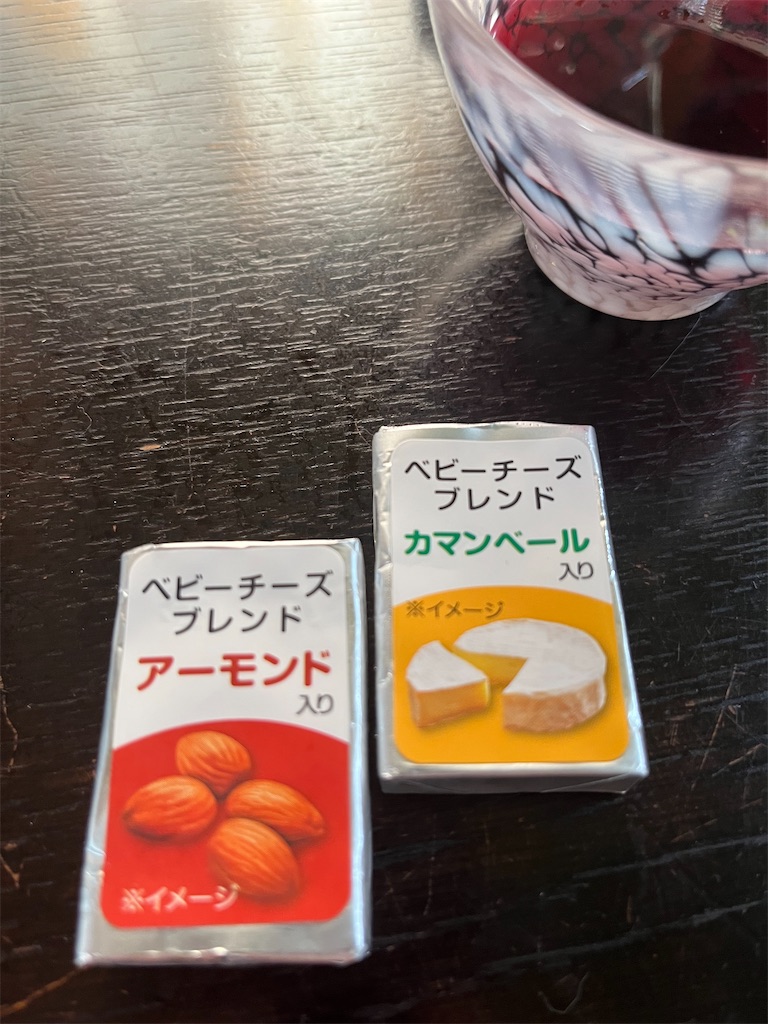 ベビーチーズ
ブレンド
アーモンド
入り
※イメージ
ベビーチーズ
ブレンド
カマンベール
入り
※イメージ